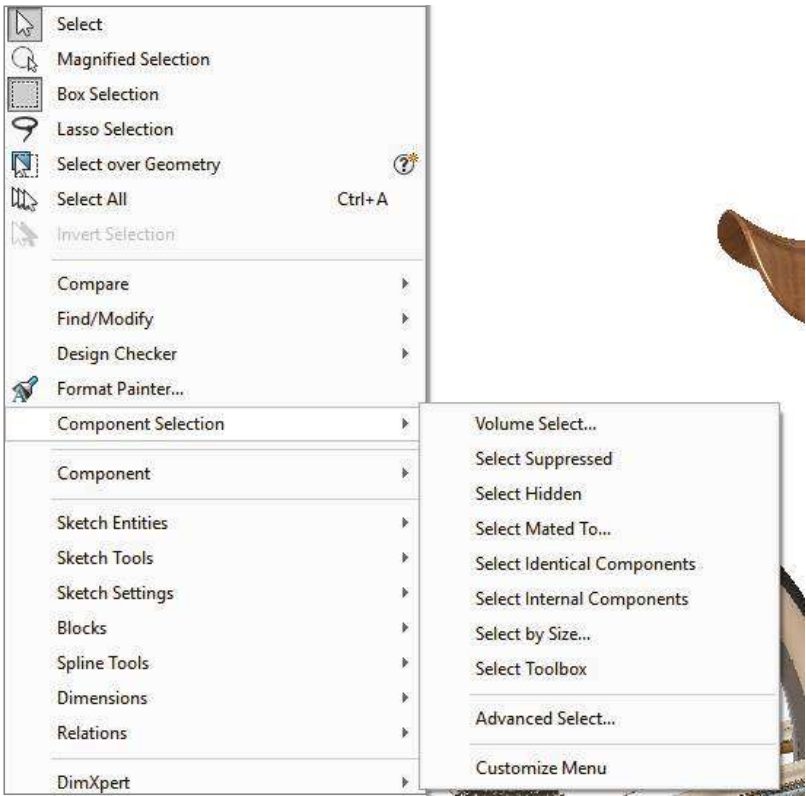 Select
Magnified Selection
Box Selection
Lasso Selection
Select over Geometry
Select All Ctrl+A
Invert Selection
Compare
Find/Modify
Design Checker
Format Painter...
Component Selection
Component
Sketch Entities
Sketch Tools
Sketch Settings
Blocks
Spline Tools
Dimensions
Relations
DimXpert
Volume Select...
Select Suppressed
Select Hidden
Select Mated To...
Select Identical Components
Select Internal Components
Select by Size...
Select Toolbox
Advanced Select...
Customize Menu